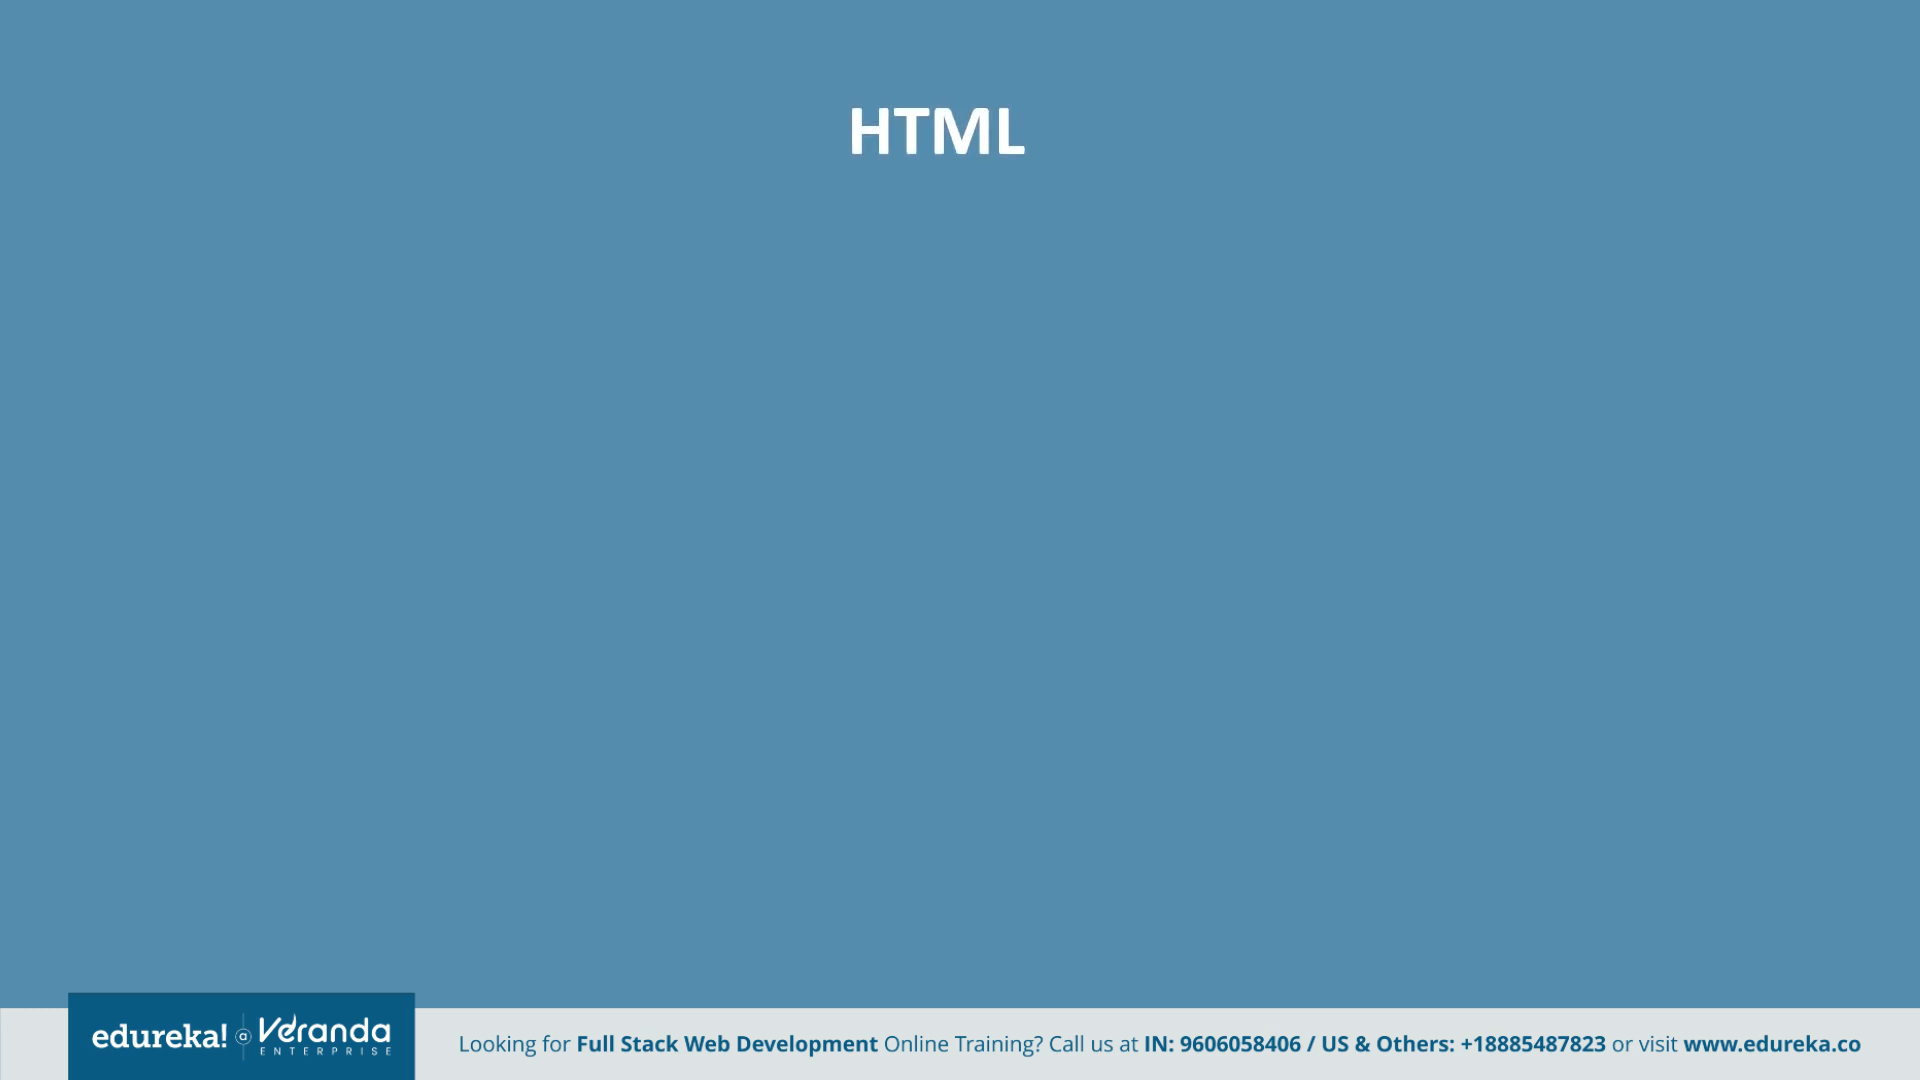 HTML
edureka! a Veranda ENTERPRISE
Looking for Full Stack Web Development Online Training? Call us at IN: 9606058406 / US & Others: +18885487823 or visit www.edureka.co